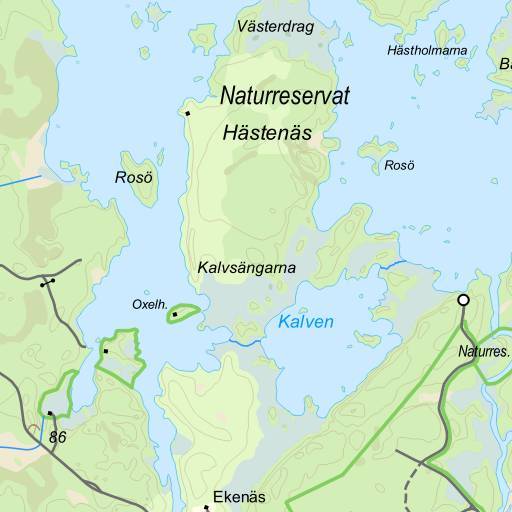 Västerdrag
Hästholmarna
Naturreservat
Hästenäs
Rosö
Rosö
Kalvsängarna
Oxelh.
Kalven
Naturres.
86
Ekenäs